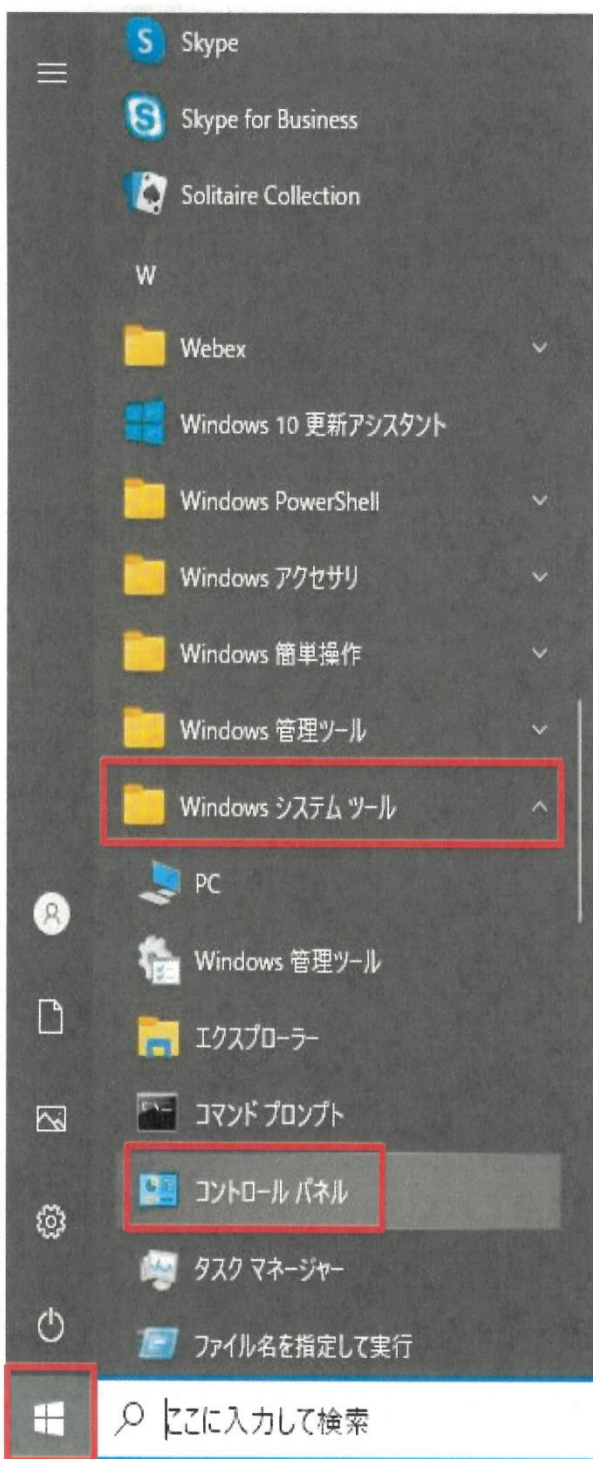 Skype
Skype for Business
Solitaire Collection
W
Webex
Windows 10 更新アシスタント
Windows PowerShell
Windows アクセサリ
Windows 簡単操作
Windows 管理ツール
Windows システム ツール
PC
Windows 管理ツール
エクスプローラー
コマンド プロンプト
コントロール パネル
タスク マネージャー
ファイル名を指定して実行
ここに入力して検索